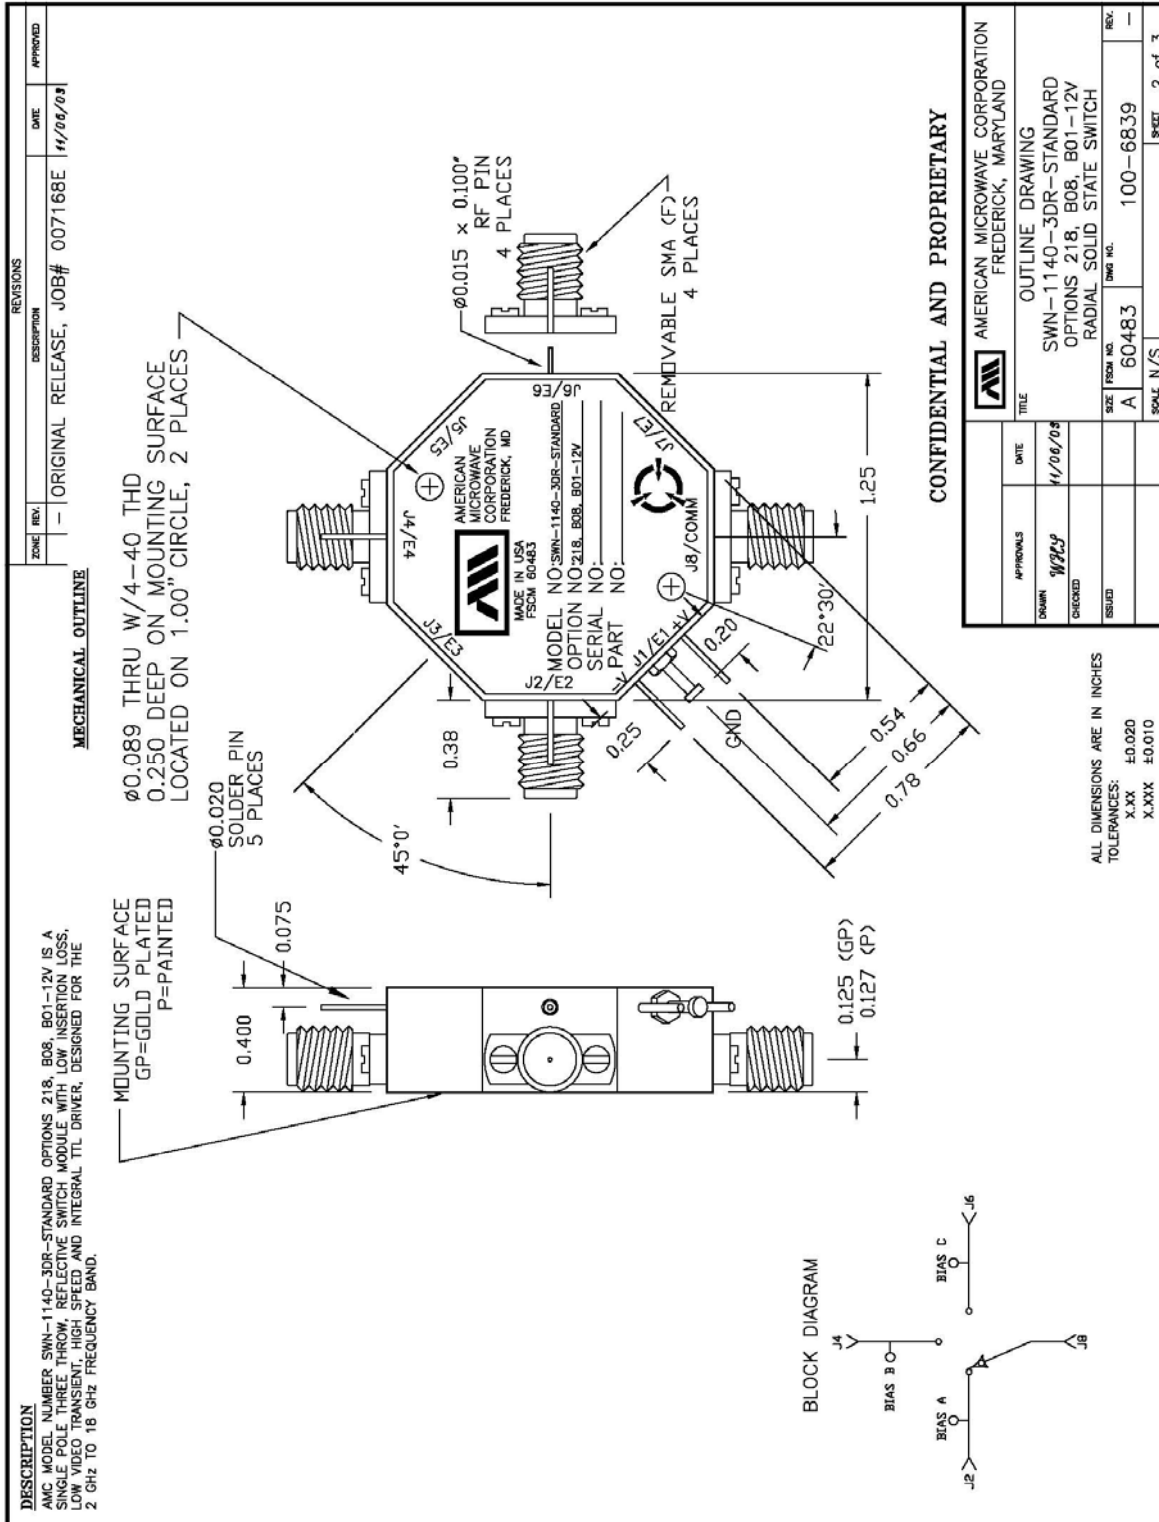 DESCRIPTION
AMC MODEL NUMBER SWN-1140-3DR-STANDARD OPTIONS 218, B08, B01-12V IS A
SINGLE POLE THREE THROW, REFLECTIVE SWITCH MODULE WITH LOW INSERTION LOSS,
LOW VIDEO TRANSIENT, HIGH SPEED AND INTEGRAL TTL DRIVER, DESIGNED FOR THE
2 GHz TO 18 GHz FREQUENCY BAND.
MECHANICAL OUTLINE
REVISIONS
ZONE REV. DESCRIPTION DATE APPROVED
— ORIGINAL RELEASE, JOB# 007168E 11/06/03
MOUNTING SURFACE
GP=GOLD PLATED
P=PAINTED
ø0.020
SOLDER PIN
5 PLACES
0.400
0.075
0.125 (GP)
0.127 (P)
ø0.089 THRU W/4-40 THD
0.250 DEEP ON MOUNTING SURFACE
LOCATED ON 1.00" CIRCLE, 2 PLACES
45°0'
0.38
ø0.015 x 0.100"
RF PIN
4 PLACES
REMOVABLE SMA (F)
4 PLACES
J3/E3
J4/E4
J5/E5
J6/E6
J7/E7
J8/COMM
J2/E2
-V J1/E1 +V
AMERICAN
MICROWAVE
CORPORATION
FREDERICK, MD
MADE IN USA
FSCM 60483
MODEL NO: SWN-1140-3DR-STANDARD
OPTION NO: 218, B08, B01-12V
SERIAL NO:
PART NO:
0.25
GND
0.20
22°30'
1.25
0.54
0.66
0.78
BLOCK DIAGRAM
J4
BIAS B
BIAS A
BIAS C
J2
J6
J8
ALL DIMENSIONS ARE IN INCHES
TOLERANCES:
X.XX ±0.020
X.XXX ±0.010
CONFIDENTIAL AND PROPRIETARY
AMERICAN MICROWAVE CORPORATION
FREDERICK, MARYLAND
TITLE
OUTLINE DRAWING
SWN-1140-3DR-STANDARD
OPTIONS 218, B08, B01-12V
RADIAL SOLID STATE SWITCH
APPROVALS DATE
DRAWN WHS 11/06/03
CHECKED
ISSUED
SIZE A
FSCM NO. 60483
DWG NO. 100-6839
REV. —
SCALE N/S
SHEET 2 of 3